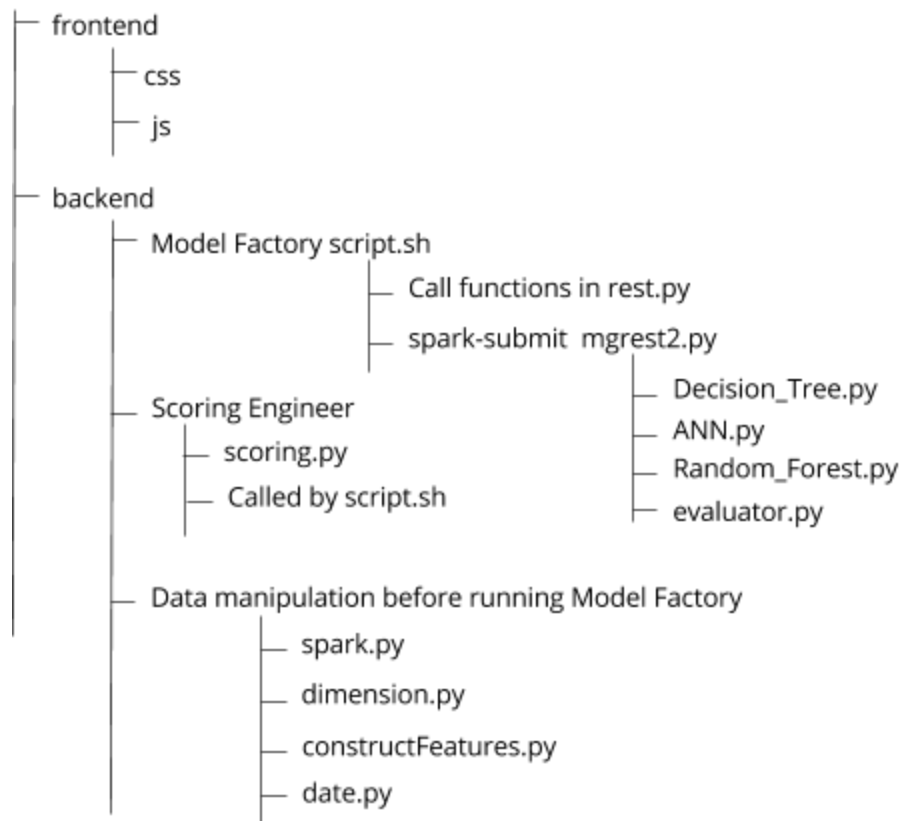 frontend
css
js
backend
Model Factory script.sh
Call functions in rest.py
spark-submit mgrest2.py
Decision_Tree.py
ANN.py
Random_Forest.py
evaluator.py
Scoring Engineer
scoring.py
Called by script.sh
Data manipulation before running Model Factory
spark.py
dimension.py
constructFeatures.py
date.py